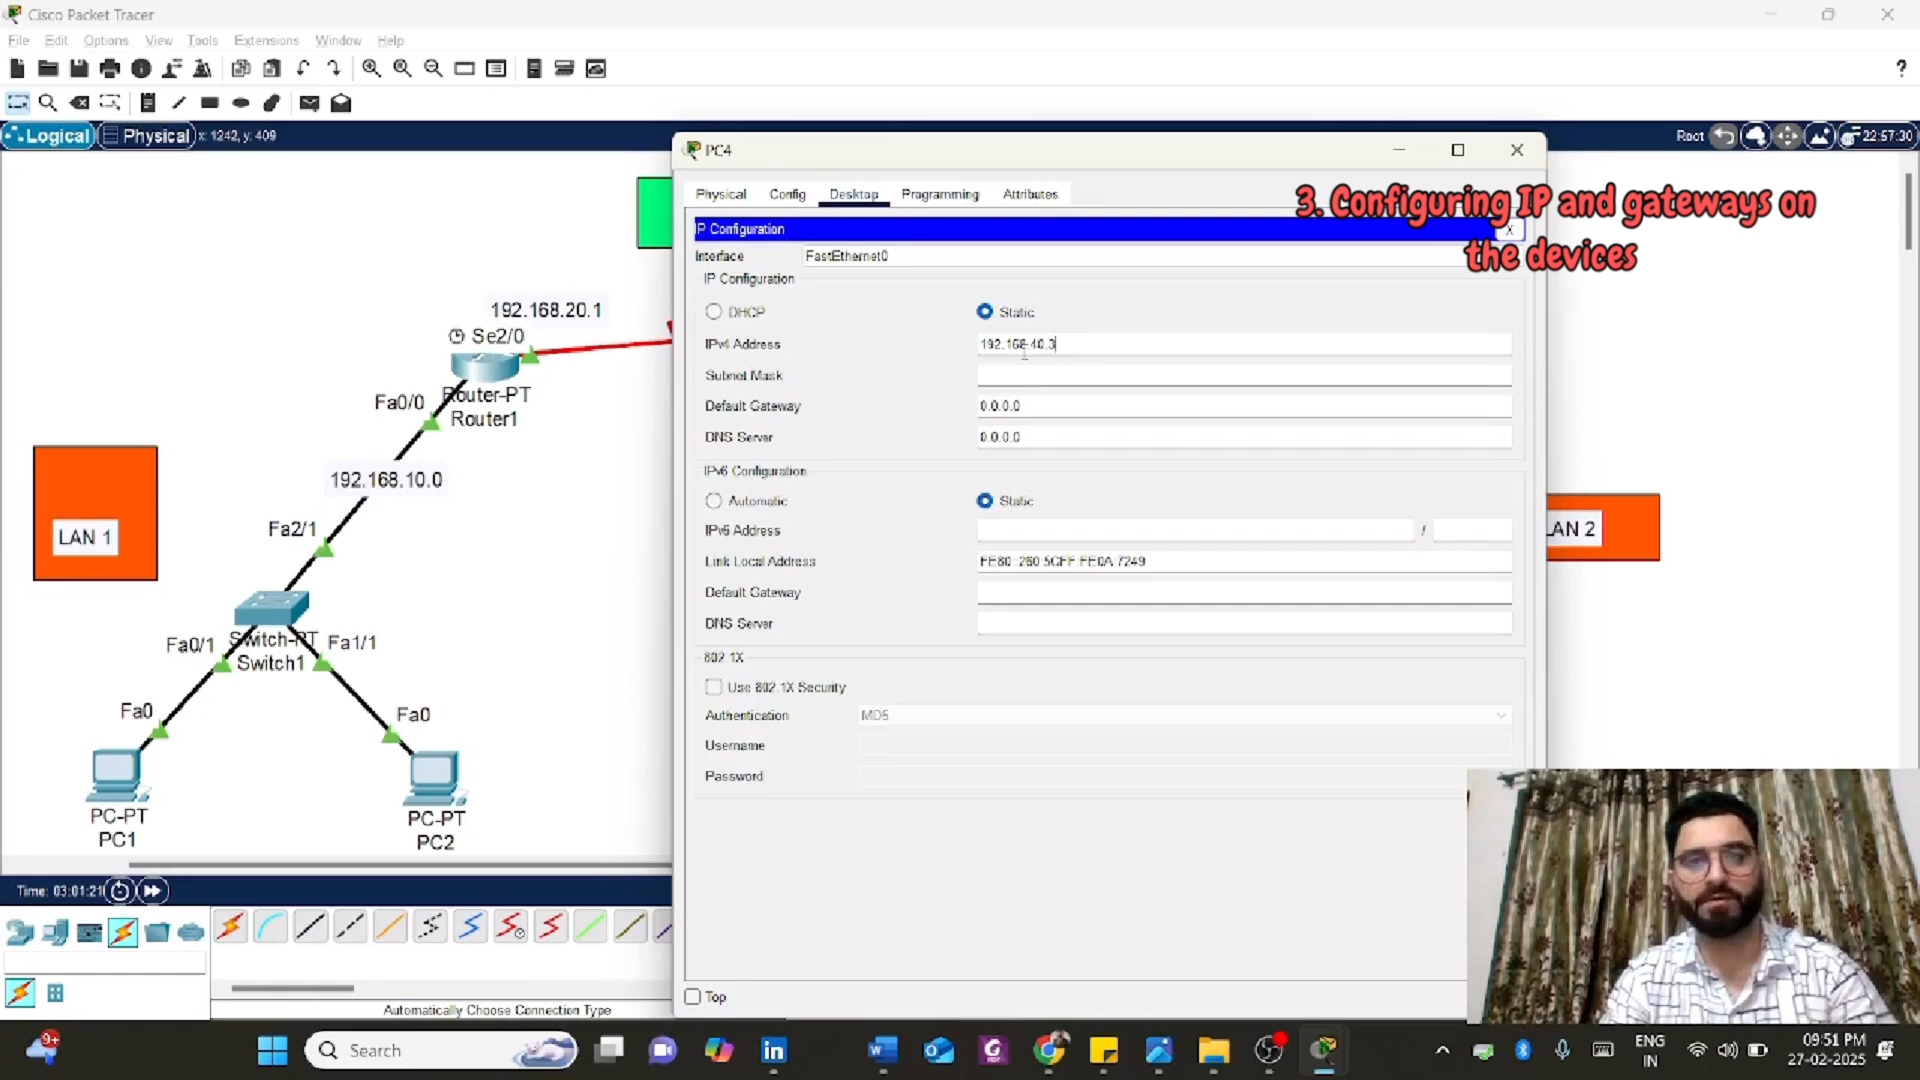 Cisco Packet Tracer
File Edit Options View Tools Extensions Window Help
?
Logical Physical x: 1242, y: 409
Root 22:57:30
PC4
Physical Config Desktop Programming Attributes
3. Configuring IP and gateways on
the devices
IP Configuration
X
Interface FastEthernet0
IP Configuration
DHCP Static
IPv4 Address 192.168.40.3
Subnet Mask
Default Gateway 0.0.0.0
DNS Server 0.0.0.0
IPv6 Configuration
Automatic Static
IPv6 Address /
Link Local Address FE80::260:5CFF:FE0A:7249
Default Gateway
DNS Server
802.1X
Use 802.1X Security
Authentication MD5
Username
Password
Top
192.168.20.1
Se2/0
Router-PT
Router1
Fa0/0
192.168.10.0
Fa2/1
LAN 1
LAN 2
Fa0/1
Switch-PT
Switch1
Fa1/1
Fa0
Fa0
PC-PT
PC1
PC-PT
PC2
Time: 03:01:21
Automatically Choose Connection Type
9+
Search
ENG
IN
09:51 PM
27-02-2025